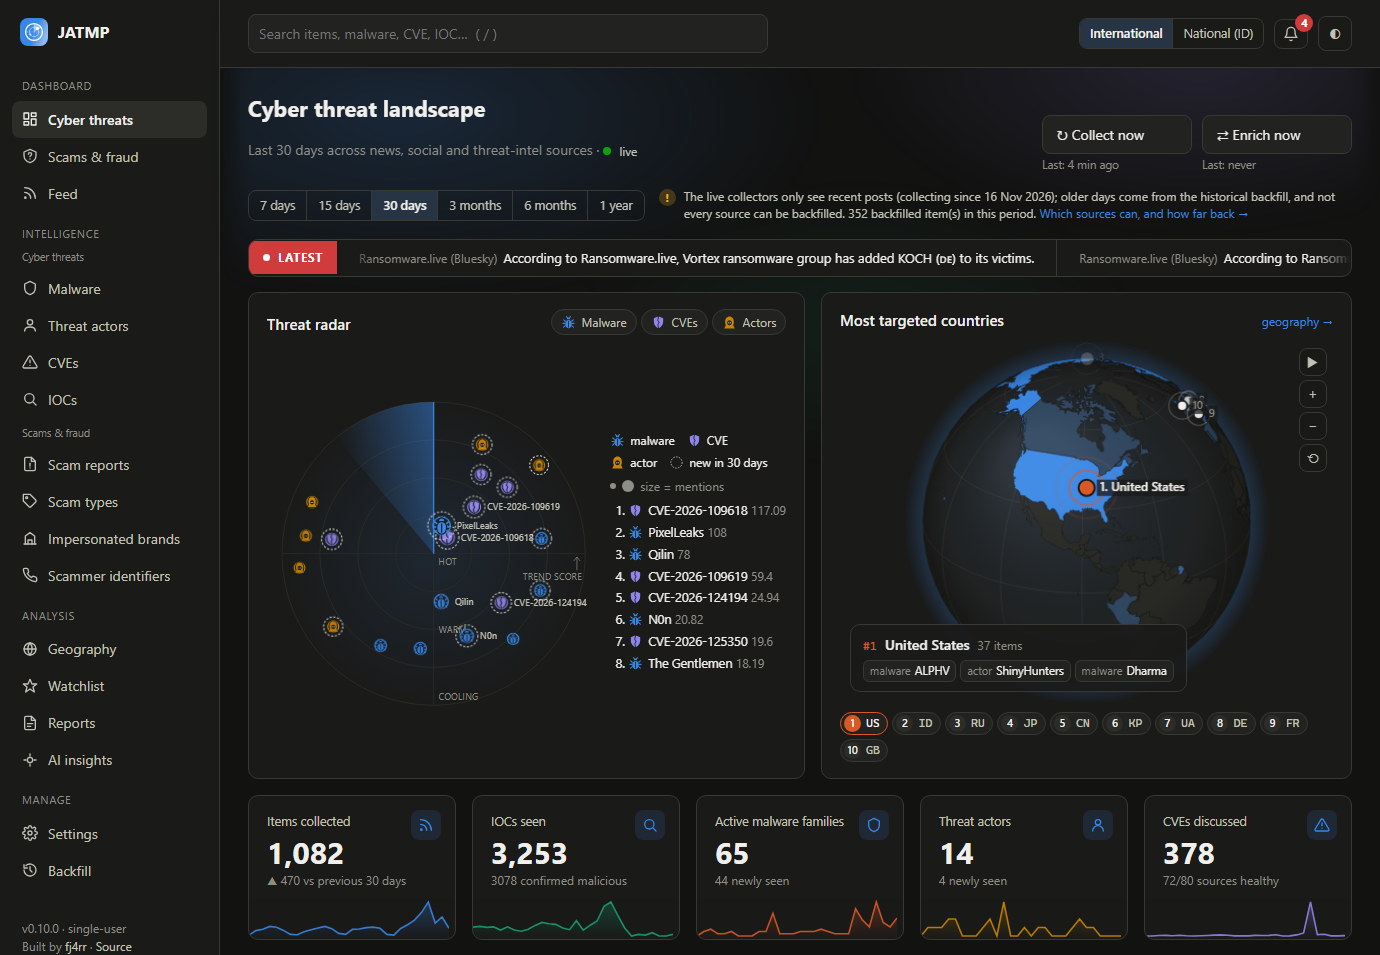 JATMP
DASHBOARD
Cyber threats
Scams & fraud
Feed
INTELLIGENCE
Cyber threats
Malware
Threat actors
CVEs
IOCs
Scams & fraud
Scam reports
Scam types
Impersonated brands
Scammer identifiers
ANALYSIS
Geography
Watchlist
Reports
AI insights
MANAGE
Settings
Backfill
v0.10.0 · single-user
Built by fj4rr · Source
Search items, malware, CVE, IOC... ( / )
International National (ID)
4
Cyber threat landscape
Last 30 days across news, social and threat-intel sources · live
↻ Collect now
Last: 4 min ago
⇄ Enrich now
Last: never
7 days 15 days 30 days 3 months 6 months 1 year
! The live collectors only see recent posts (collecting since 16 Nov 2026); older days come from the historical backfill, and not
every source can be backfilled. 352 backfilled item(s) in this period. Which sources can, and how far back →
LATEST
Ransomware.live (Bluesky) According to Ransomware.live, Vortex ransomware group has added KOCH (DE) to its victims.
Ransomware.live (Bluesky) According to Ransom
Threat radar
Malware CVEs Actors
CVE-2026-109619
PixelLeaks
CVE-2026-109618
HOT
TREND SCORE
Qilin
CVE-2026-124194
WARM
N0n
COOLING
malware CVE
actor new in 30 days
size = mentions
1. CVE-2026-109618 117.09
2. PixelLeaks 108
3. Qilin 78
4. CVE-2026-109619 59.4
5. CVE-2026-124194 24.94
6. N0n 20.82
7. CVE-2026-125350 19.6
8. The Gentlemen 18.19
Most targeted countries
geography →
10
9
1. United States
#1 United States 37 items
malware ALPHV actor ShinyHunters malware Dharma
1 US 2 ID 3 RU 4 JP 5 CN 6 KP 7 UA 8 DE 9 FR
10 GB
Items collected
1,082
▲ 470 vs previous 30 days
IOCs seen
3,253
3078 confirmed malicious
Active malware families
65
44 newly seen
Threat actors
14
4 newly seen
CVEs discussed
378
72/80 sources healthy